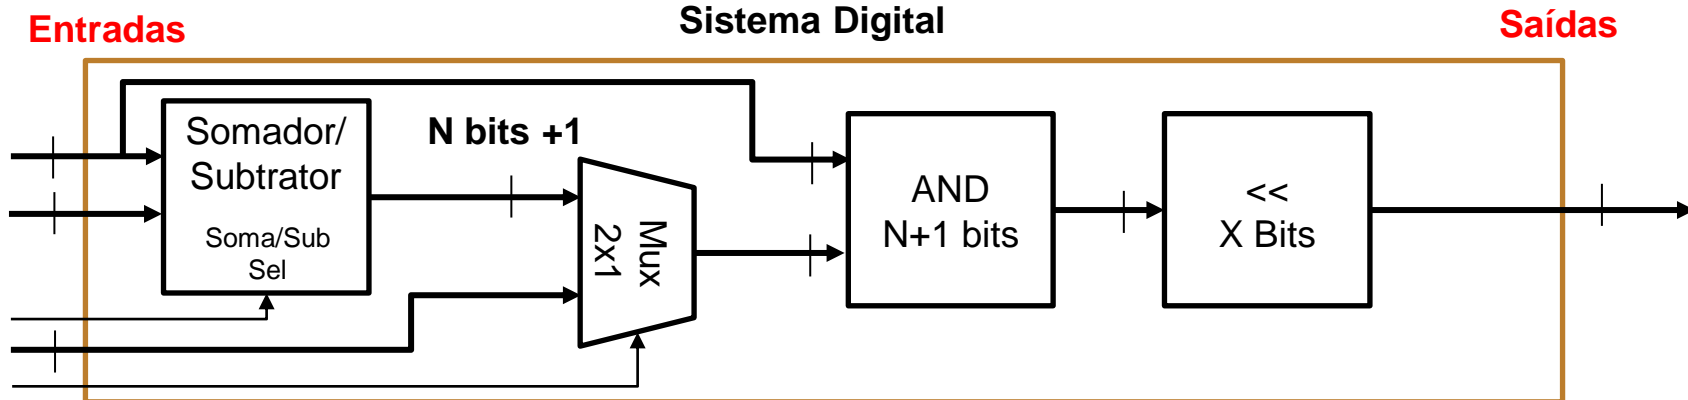 Sistema Digital
Entradas
Saídas
Somador/
Subtrator
Soma/Sub
Sel
N bits +1
Mux
2x1
AND
N+1 bits
<<
X Bits